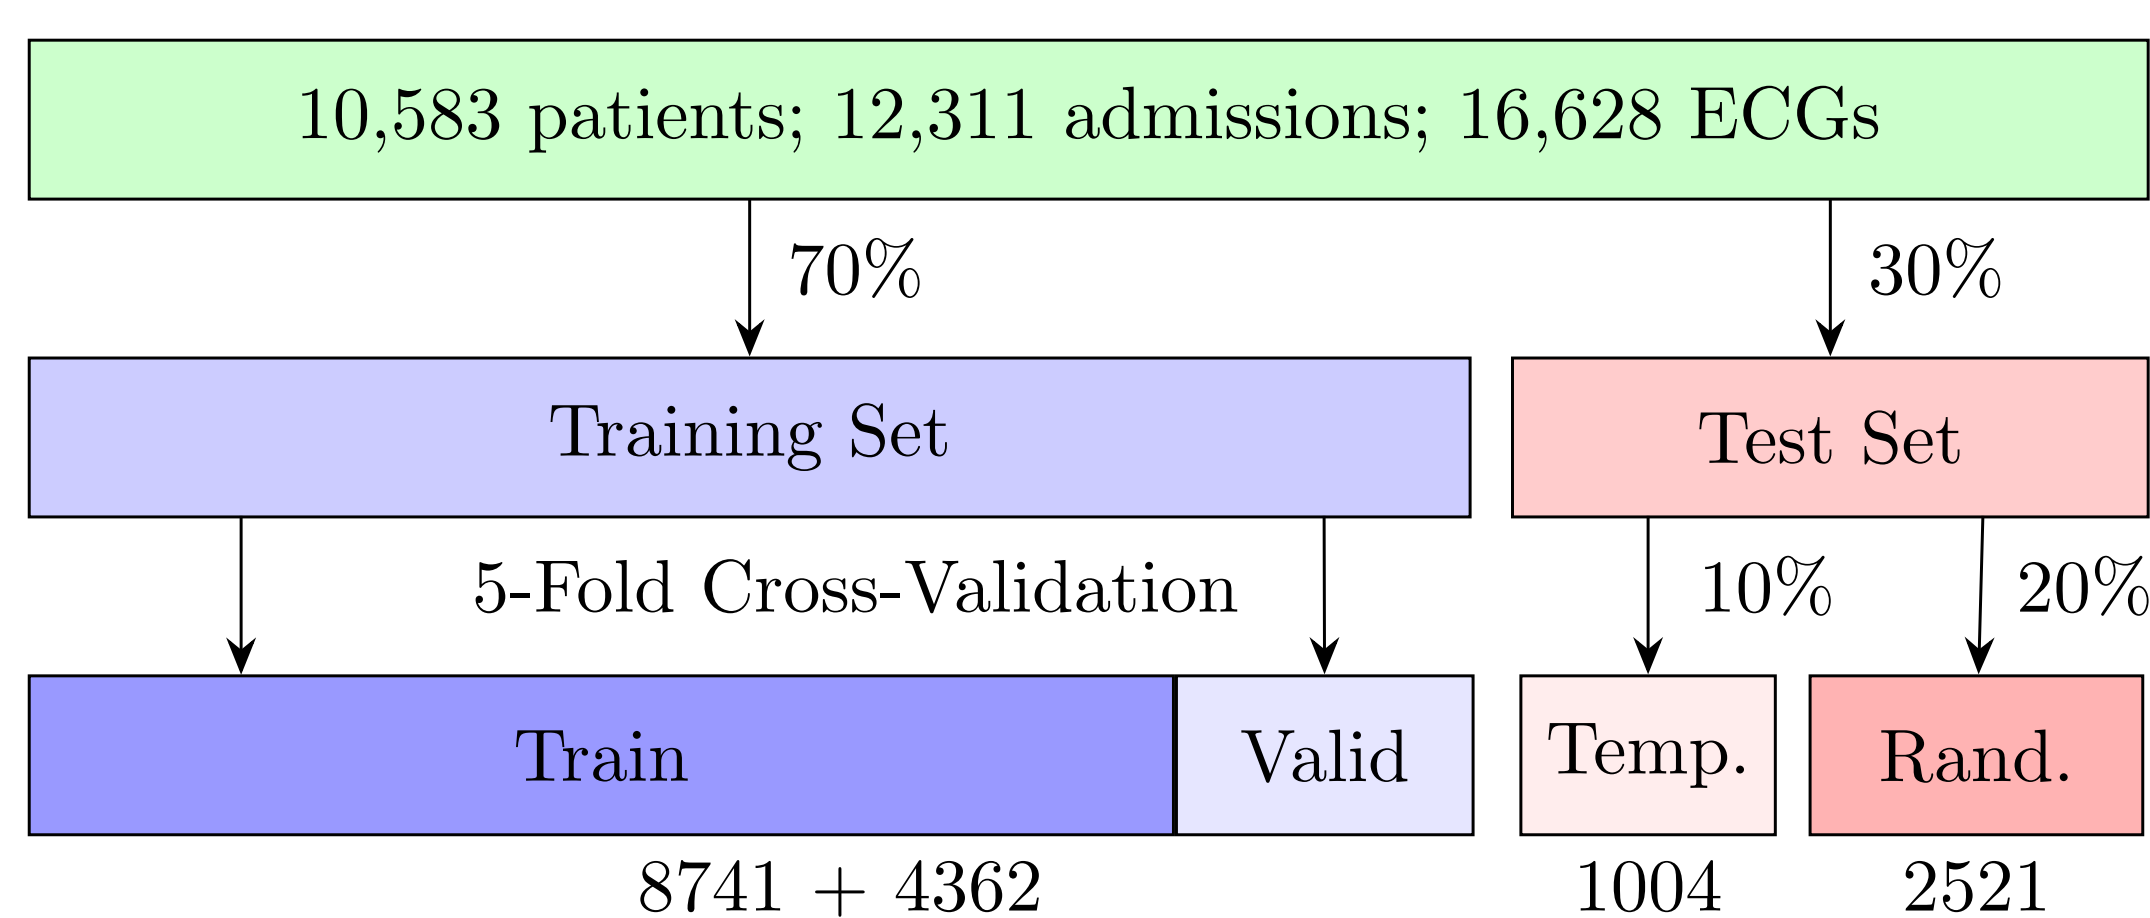 10,583 patients; 12,311 admissions; 16,628 ECGs
70%
30%
Training Set
Test Set
5-Fold Cross-Validation
10%
20%
Train
Valid
Temp.
Rand.
8741 + 4362
1004
2521